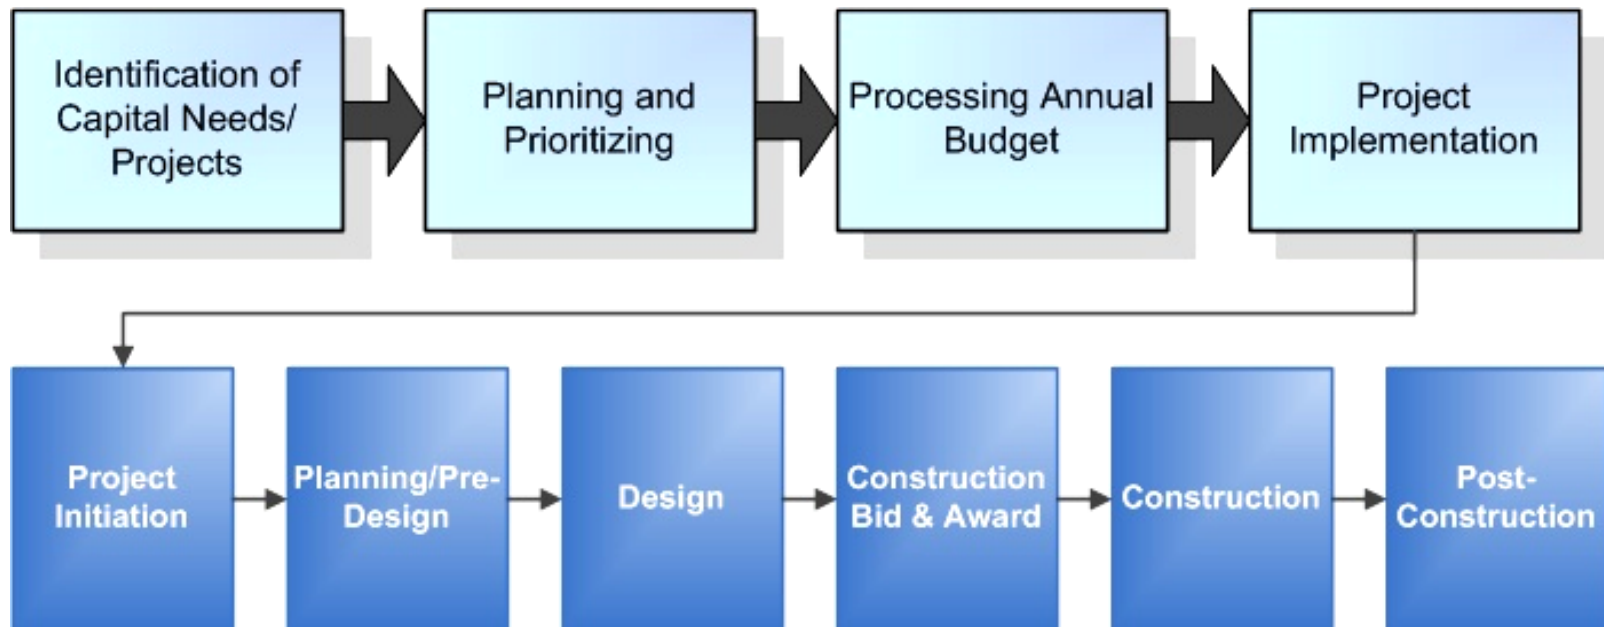 Identification of
Capital Needs/
Projects
Planning and
Prioritizing
Processing Annual
Budget
Project
Implementation
Project
Initiation
Planning/Pre-
Design
Design
Construction
Bid & Award
Construction
Post-
Construction